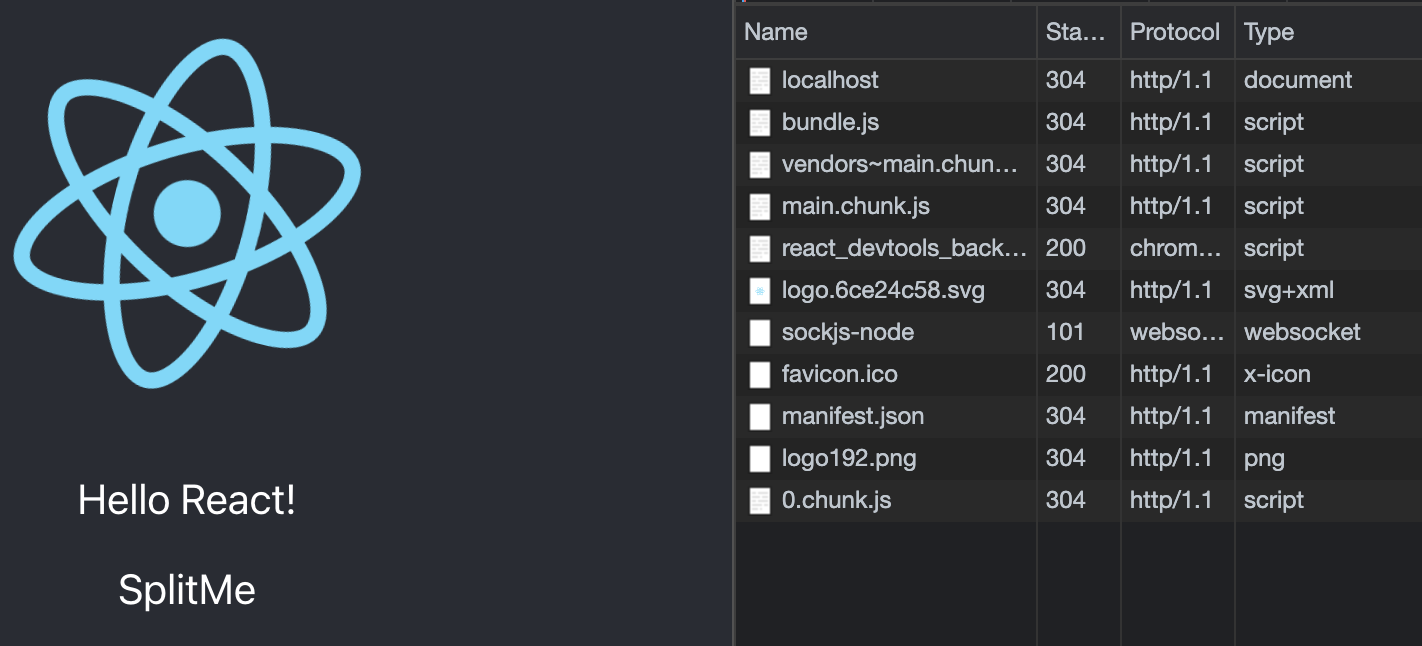 Hello React!
SplitMe
Name Sta... Protocol Type
localhost 304 http/1.1 document
bundle.js 304 http/1.1 script
vendors~main.chun... 304 http/1.1 script
main.chunk.js 304 http/1.1 script
react_devtools_back... 200 chrom... script
logo.6ce24c58.svg 304 http/1.1 svg+xml
sockjs-node 101 webso... websocket
favicon.ico 200 http/1.1 x-icon
manifest.json 304 http/1.1 manifest
logo192.png 304 http/1.1 png
0.chunk.js 304 http/1.1 script